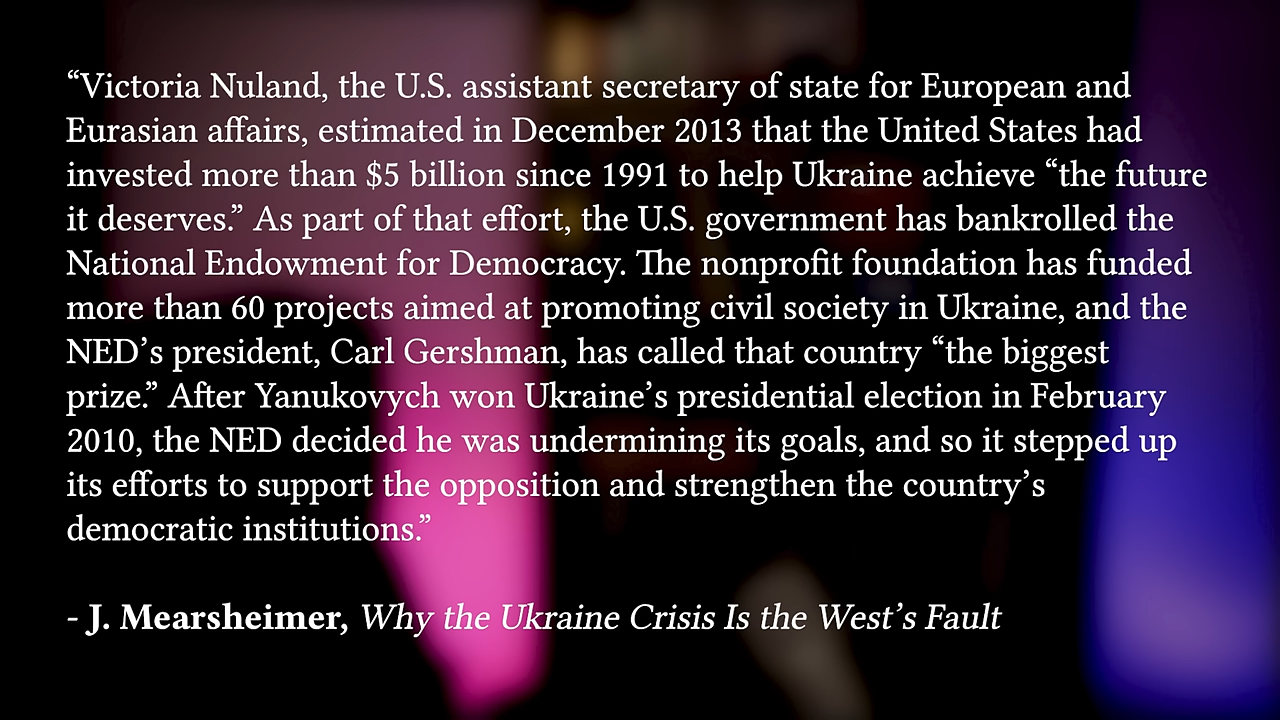 “Victoria Nuland, the U.S. assistant secretary of state for European and
Eurasian affairs, estimated in December 2013 that the United States had
invested more than $5 billion since 1991 to help Ukraine achieve “the future
it deserves.” As part of that effort, the U.S. government has bankrolled the
National Endowment for Democracy. The nonprofit foundation has funded
more than 60 projects aimed at promoting civil society in Ukraine, and the
NED’s president, Carl Gershman, has called that country “the biggest
prize.” After Yanukovych won Ukraine’s presidential election in February
2010, the NED decided he was undermining its goals, and so it stepped up
its efforts to support the opposition and strengthen the country’s
democratic institutions.”
- J. Mearsheimer, Why the Ukraine Crisis Is the West’s Fault